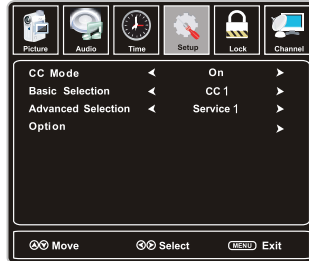 Picture Audio Time Setup Lock Channel
CC Mode On
Basic Selection CC 1
Advanced Selection Service 1
Option
Move Select MENU Exit